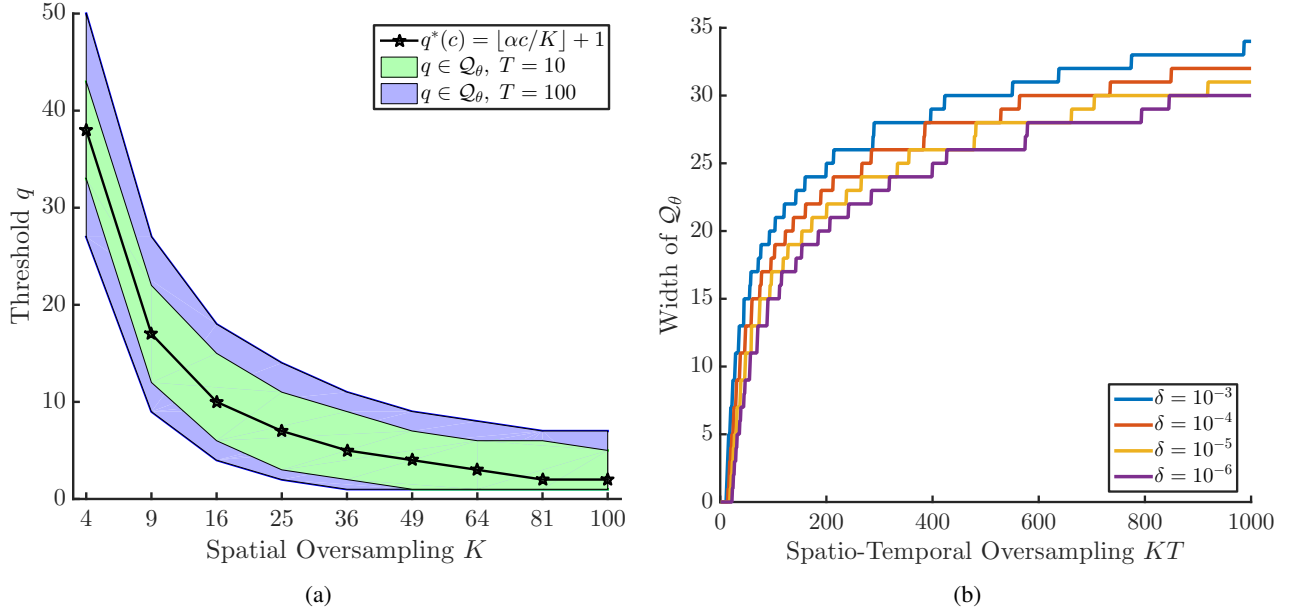 50
40
30
20
10
0
Threshold q
q*(c) = ⌊αc/K⌋ + 1
q ∈ 𝒬_θ, T = 10
q ∈ 𝒬_θ, T = 100
4 9 16 25 36 49 64 81 100
Spatial Oversampling K
(a)
30
25
20
15
10
5
0
Width of 𝒬_θ
δ = 10⁻³
δ = 10⁻⁴
δ = 10⁻⁵
δ = 10⁻⁶
0 200 400 600 800 1000
Spatio-Temporal Oversampling KT
(b)